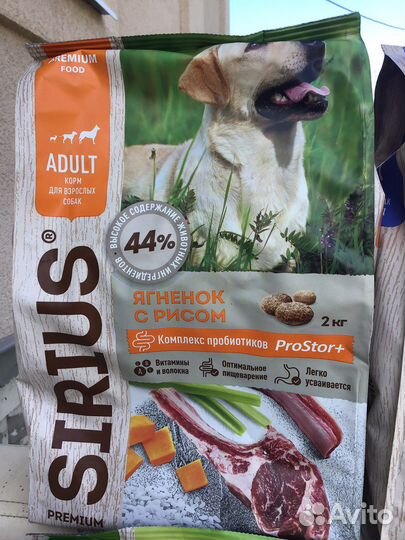 PREMIUM
FOOD
ADULT
КОРМ
ДЛЯ ВЗРОСЛЫХ
СОБАК
SIRIUS®
PREMIUM
ВЫСОКОЕ СОДЕРЖАНИЕ ЖИВОТНЫХ ИНГРЕДИЕНТОВ
44%
ЯГНЕНОК
С РИСОМ
2 кг
Комплекс пробиотиков ProStor+
Витамины
и волокна
Оптимальное
пищеварение
Легко
усваивается
Avito